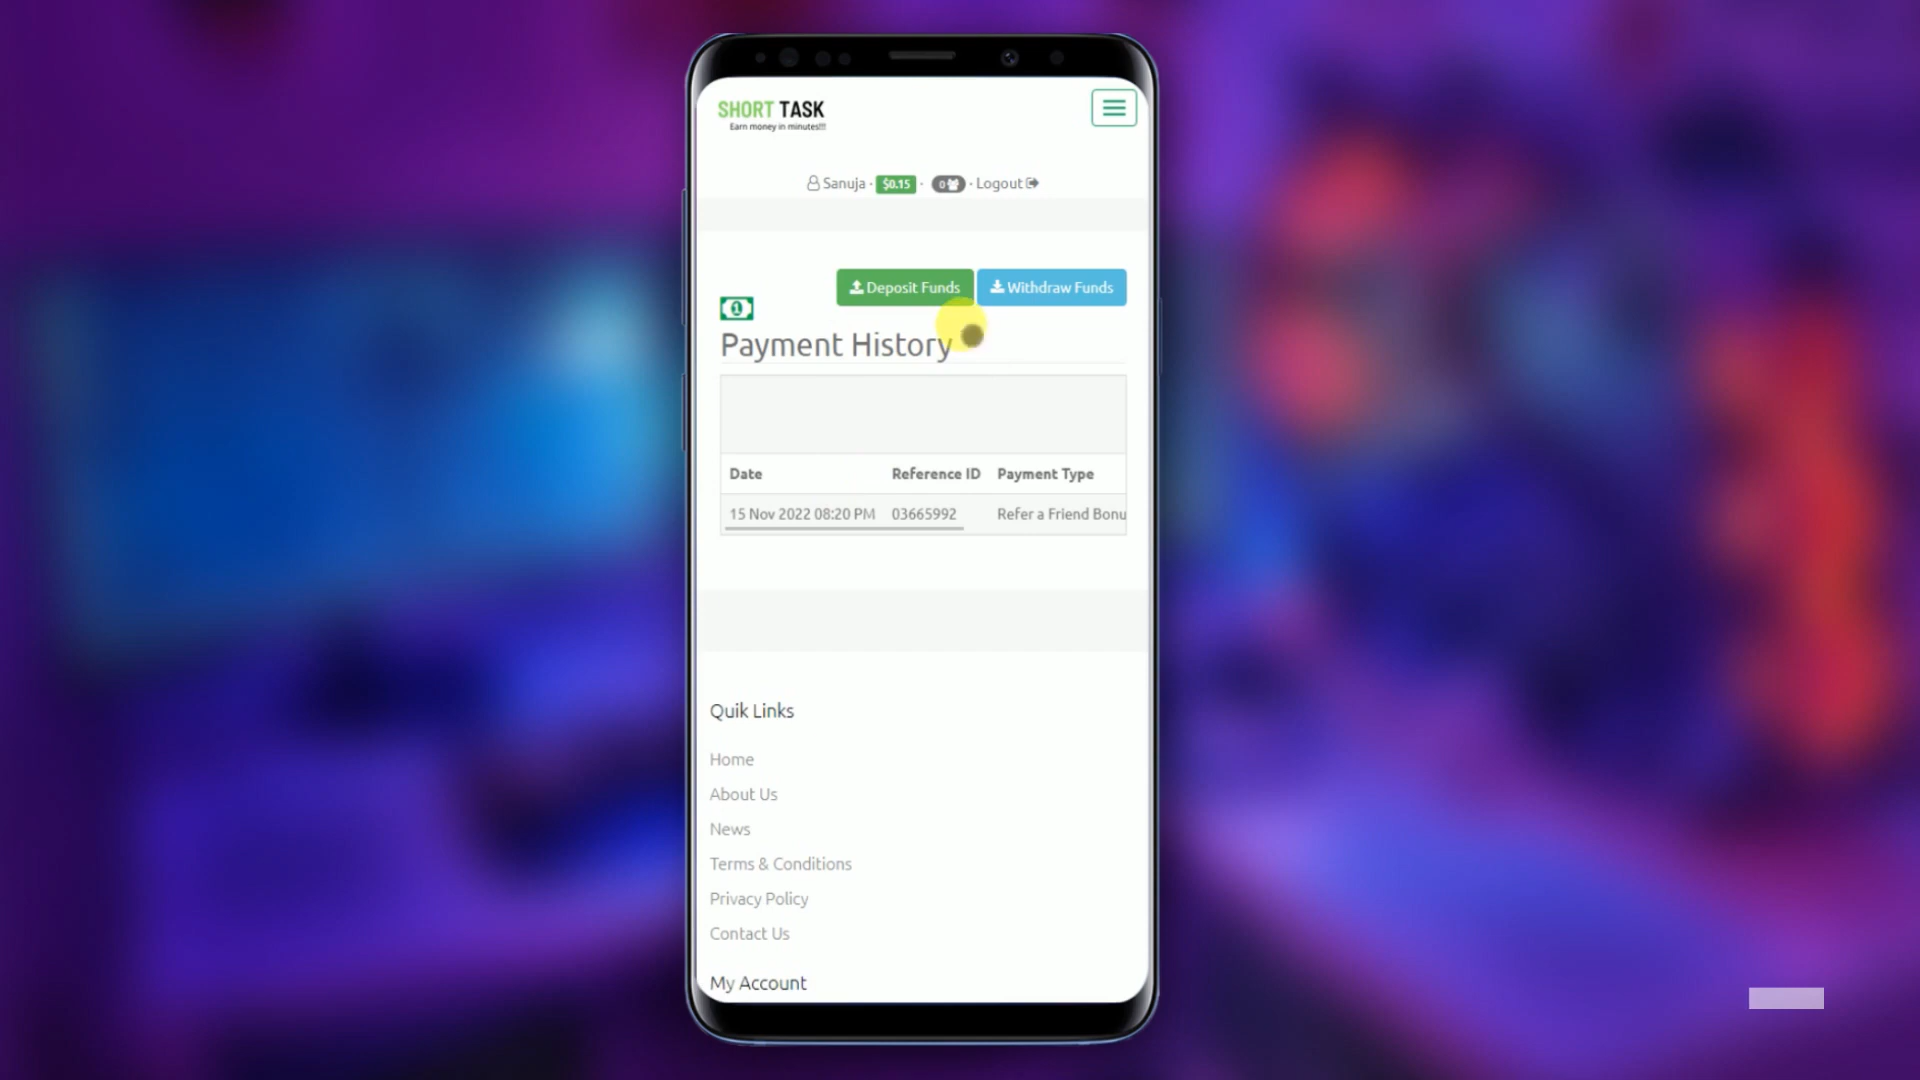 SHORT TASK
Earn money in minutes!!!
Sanuja · $0.15 · 0 · Logout
Deposit Funds Withdraw Funds
Payment History
Date Reference ID Payment Type
15 Nov 2022 08:20 PM 03665992 Refer a Friend Bonu
Quik Links
Home
About Us
News
Terms & Conditions
Privacy Policy
Contact Us
My Account